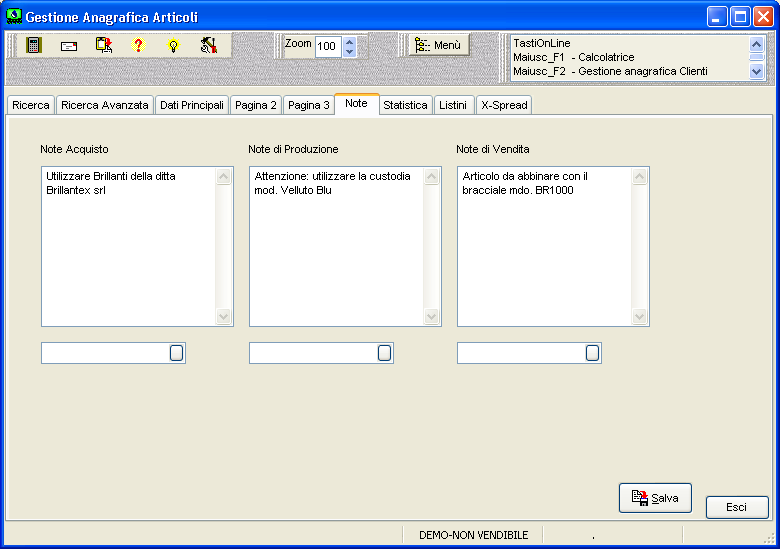 Gestione Anagrafica Articoli
Zoom 100
Menù
TastiOnLine
Maiusc_F1 - Calcolatrice
Maiusc_F2 - Gestione anagrafica Clienti
Ricerca Ricerca Avanzata Dati Principali Pagina 2 Pagina 3 Note Statistica Listini X-Spread
Note Acquisto
Utilizzare Brillanti della ditta
Brillantex srl
Note di Produzione
Attenzione: utilizzare la custodia
mod. Velluto Blu
Note di Vendita
Articolo da abbinare con il
bracciale mdo. BR1000
Salva
Esci
DEMO-NON VENDIBILE .